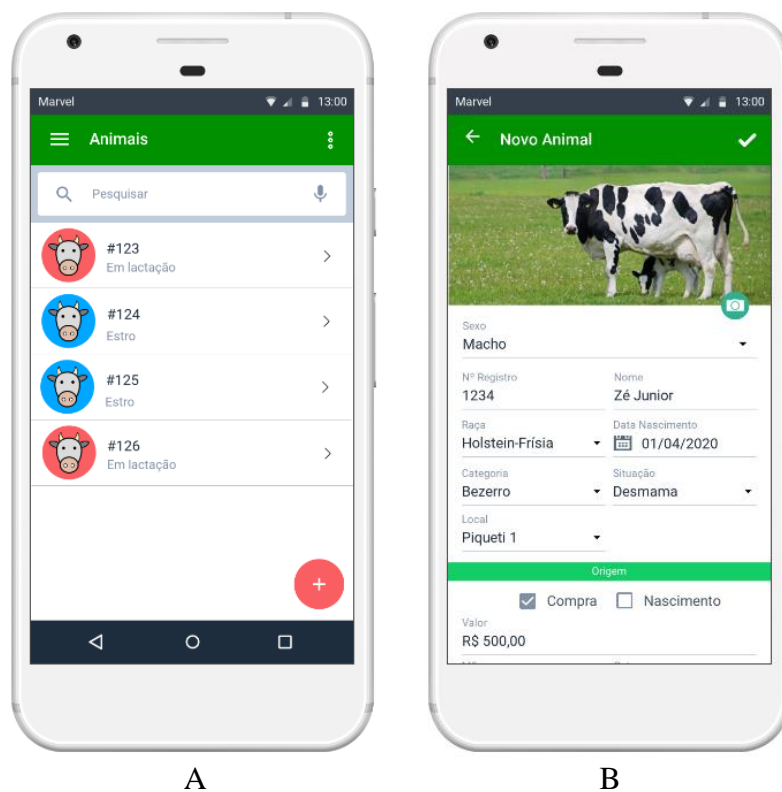 Marvel 13:00
Animais
Pesquisar
#123
Em lactação
#124
Estro
#125
Estro
#126
Em lactação
+
A
Marvel 13:00
Novo Animal
Sexo
Macho
Nº Registro Nome
1234 Zé Junior
Raça Data Nascimento
Holstein-Frísia 01/04/2020
Categoria Situação
Bezerro Desmama
Local
Piqueti 1
Origem
Compra Nascimento
Valor
R$ 500,00
B